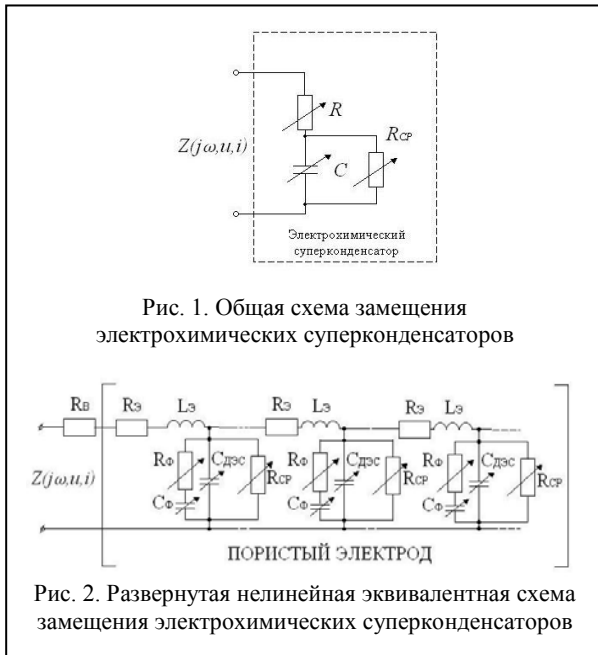 R
Rср
Z(jω,u,i)
C
Электрохимический
суперконденсатор
Рис. 1. Общая схема замещения
электрохимических суперконденсаторов
Rв Rэ Lэ Rэ Lэ Rэ Lэ
Rф Cдэс Rф Cдэс Rф Cдэс
Z(jω,u,i)
Rср Rср Rср
Cф Cф Cф
ПОРИСТЫЙ ЭЛЕКТРОД
Рис. 2. Развернутая нелинейная эквивалентная схема
замещения электрохимических суперконденсаторов